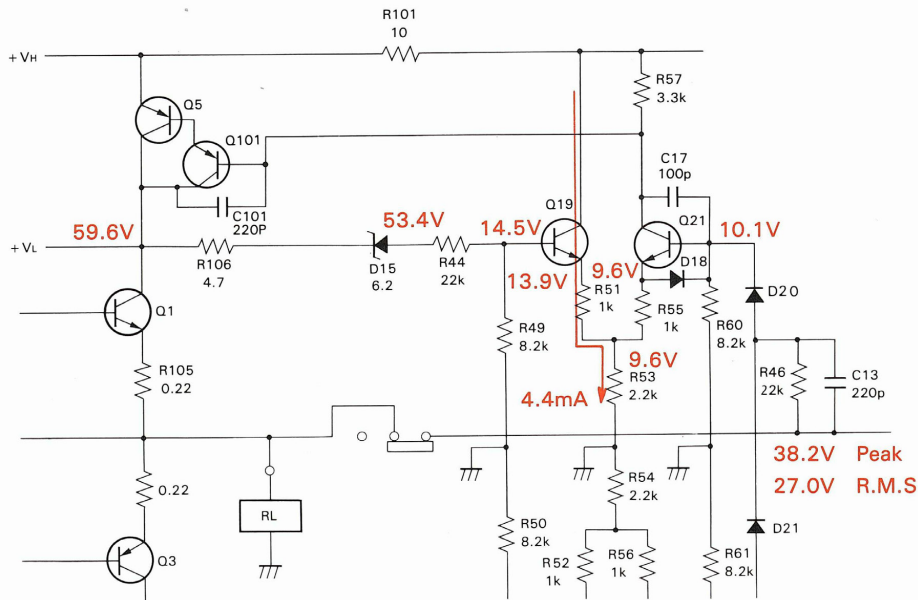 R101
10
+VH
R57
3.3k
Q5
Q101
C17
100p
C101
220P
Q19
Q21
59.6V
53.4V
14.5V
10.1V
+VL
R106
4.7
D15
6.2
R44
22k
13.9V
9.6V
D18
R51
1k
R55
1k
D20
Q1
R49
8.2k
R60
8.2k
9.6V
R53
2.2k
R46
22k
C13
220p
R105
0.22
4.4mA
38.2V Peak
27.0V R.M.S
R54
2.2k
0.22
RL
R50
8.2k
D21
Q3
R52
1k
R56
1k
R61
8.2k